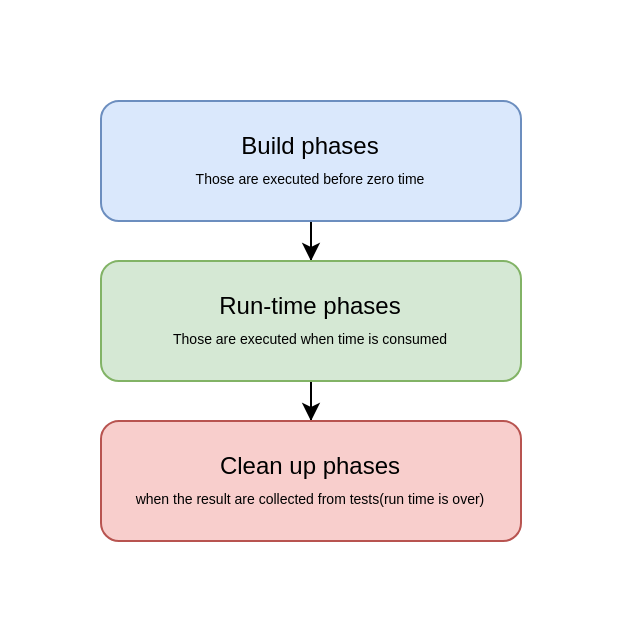 Build phases
Those are executed before zero time
Run-time phases
Those are executed when time is consumed
Clean up phases
when the result are collected from tests(run time is over)